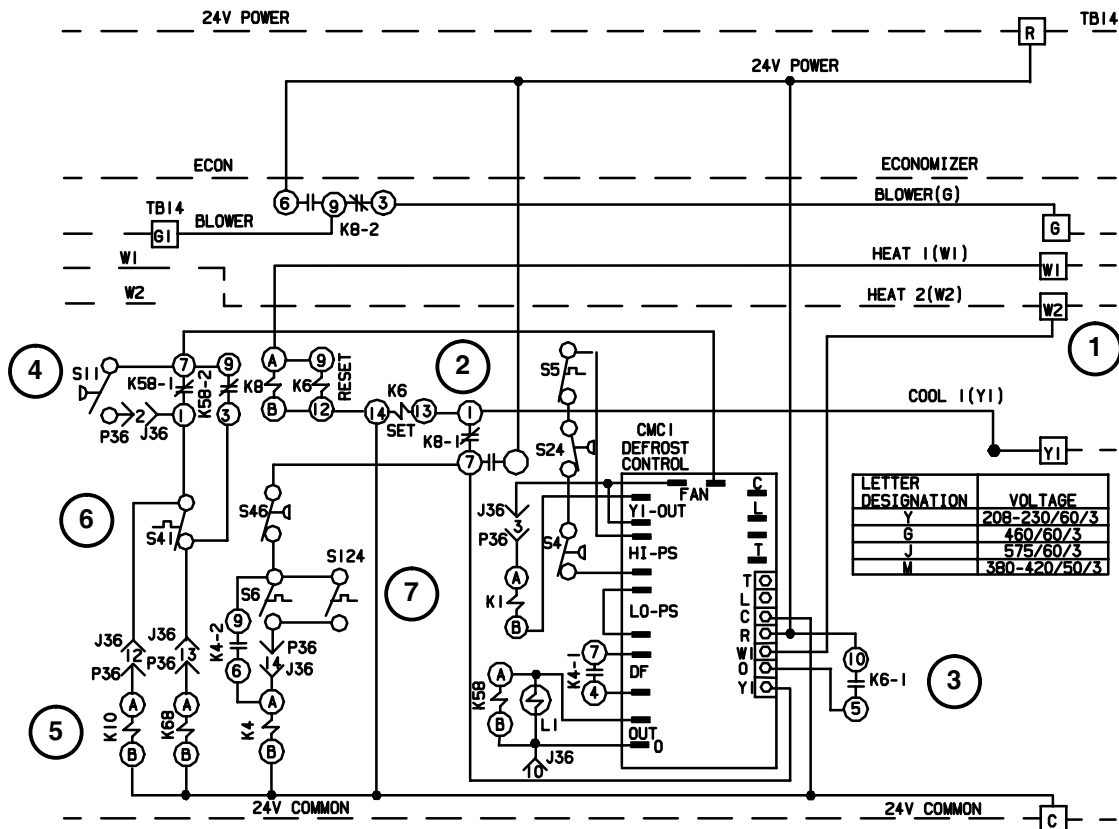 24V POWER
R
TB14
24V POWER
ECON
ECONOMIZER
6
9
3
BLOWER(G)
TB14
G1
BLOWER
K8-2
G
W1
HEAT 1(W1)
W1
W2
HEAT 2(W2)
W2
1
4
S11
7
K58-1
K58-2
9
A
K8
9
K6
RESET
2
S5
P36
2
J36
1
3
B
12
14
K6
13
SET
1
COOL 1(Y1)
K8-1
S24
CMC1
DEFROST
CONTROL
Y1
7
FAN
C
L
T
LETTER
DESIGNATION
VOLTAGE
Y
208-230/60/3
G
460/60/3
J
575/60/3
M
380-420/50/3
6
S41
S46
J36
3
P36
Y1-OUT
S4
HI-PS
7
S6
S124
A
K1
B
LO-PS
T
L
C
R
W1
O
Y1
K4-2
9
6
J36
12
P36
J36
13
P36
P36
14
J36
7
K4-1
4
DF
10
K6-1
5
3
5
K10
A
B
K68
A
B
K4
A
B
K58
A
B
L1
OUT
O
J36
10
24V COMMON
24V COMMON
C